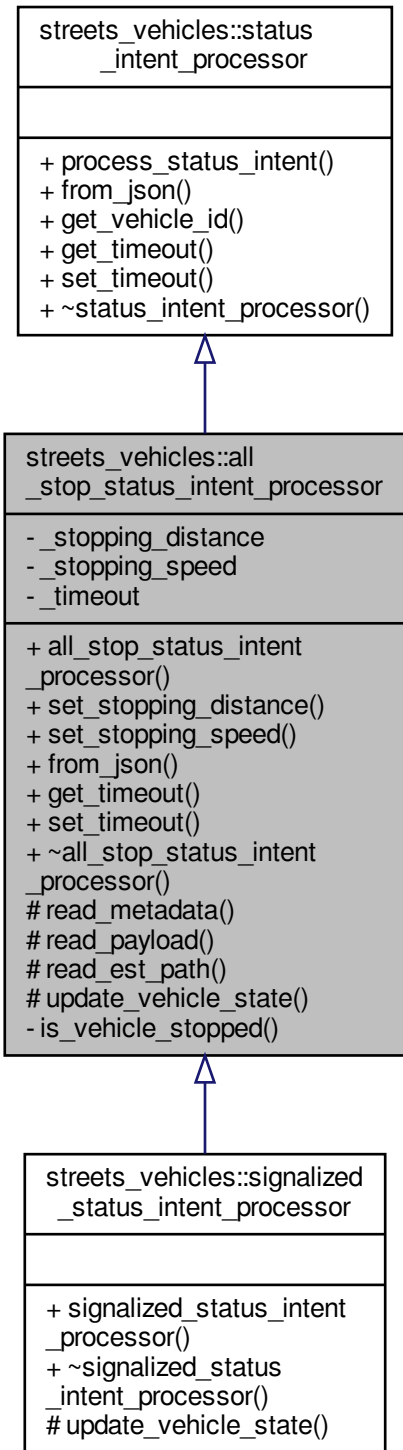 streets_vehicles::status
_intent_processor
+ process_status_intent()
+ from_json()
+ get_vehicle_id()
+ get_timeout()
+ set_timeout()
+ ~status_intent_processor()
streets_vehicles::all
_stop_status_intent_processor
- _stopping_distance
- _stopping_speed
- _timeout
+ all_stop_status_intent
_processor()
+ set_stopping_distance()
+ set_stopping_speed()
+ from_json()
+ get_timeout()
+ set_timeout()
+ ~all_stop_status_intent
_processor()
# read_metadata()
# read_payload()
# read_est_path()
# update_vehicle_state()
- is_vehicle_stopped()
streets_vehicles::signalized
_status_intent_processor
+ signalized_status_intent
_processor()
+ ~signalized_status
_intent_processor()
# update_vehicle_state()